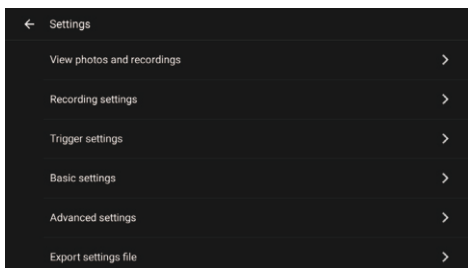 Settings
View photos and recordings
Recording settings
Trigger settings
Basic settings
Advanced settings
Export settings file